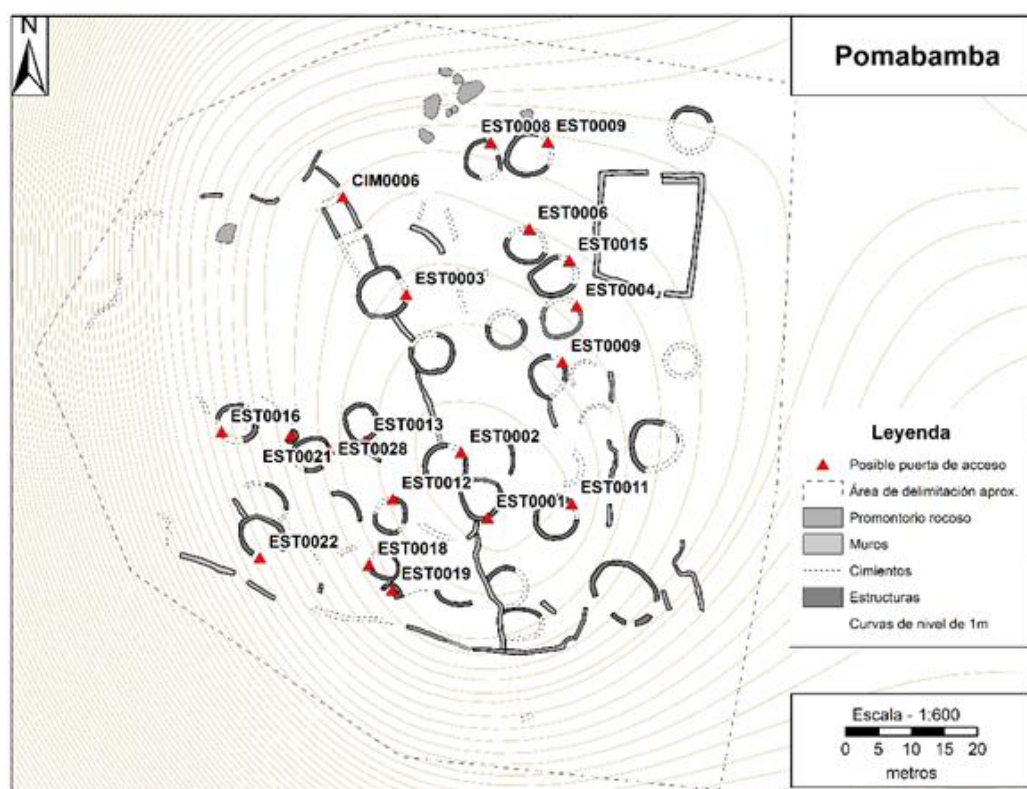 N
Pomabamba
EST0008
EST0009
CIM0006
EST0006
EST0015
EST0003
EST0004
EST0009
EST0016
EST0013
EST0028
EST0021
EST0002
EST0012
EST0001
EST0011
EST0022
EST0018
EST0019
Leyenda
Posible puerta de acceso
Área de delimitación aprox.
Promontorio rocoso
Muros
Cimientos
Estructuras
Curvas de nivel de 1m
Escala - 1:600
0 5 10 15 20
metros